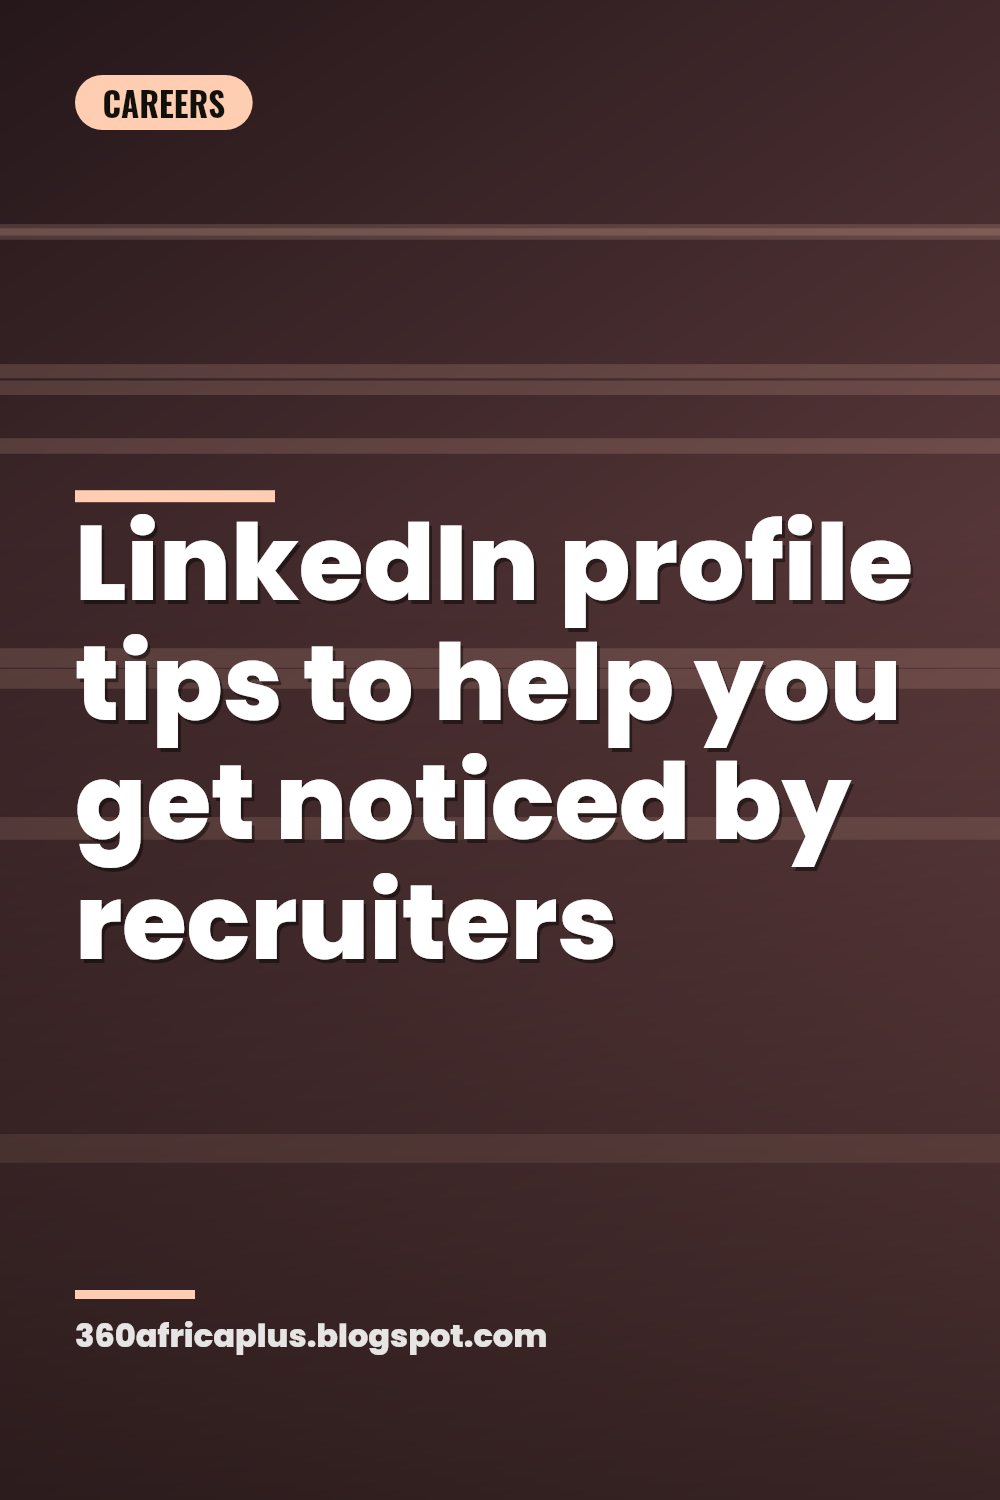 CAREERS
LinkedIn profile
tips to help you
get noticed by
recruiters
360africaplus.blogspot.com